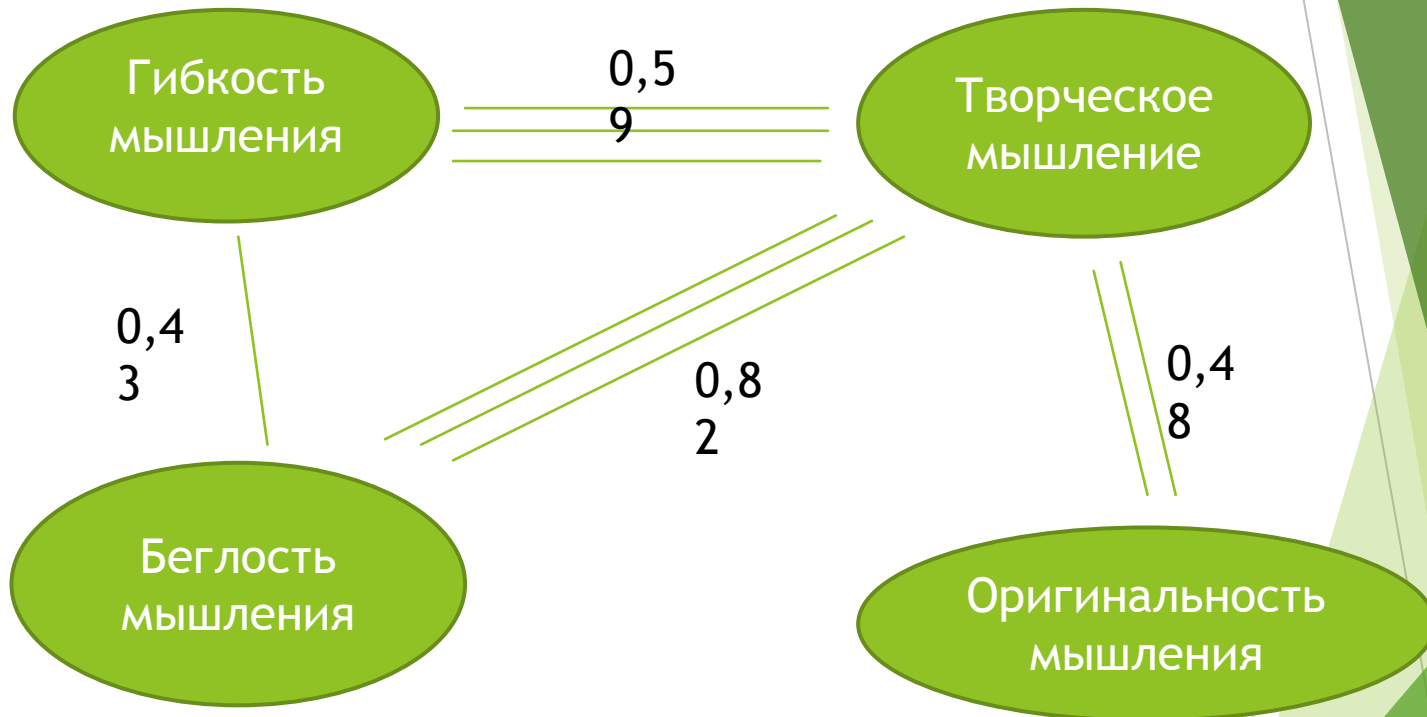 Гибкость
мышления
0,5
9
Творческое
мышление
0,4
3
0,8
2
0,4
8
Беглость
мышления
Оригинальность
мышления